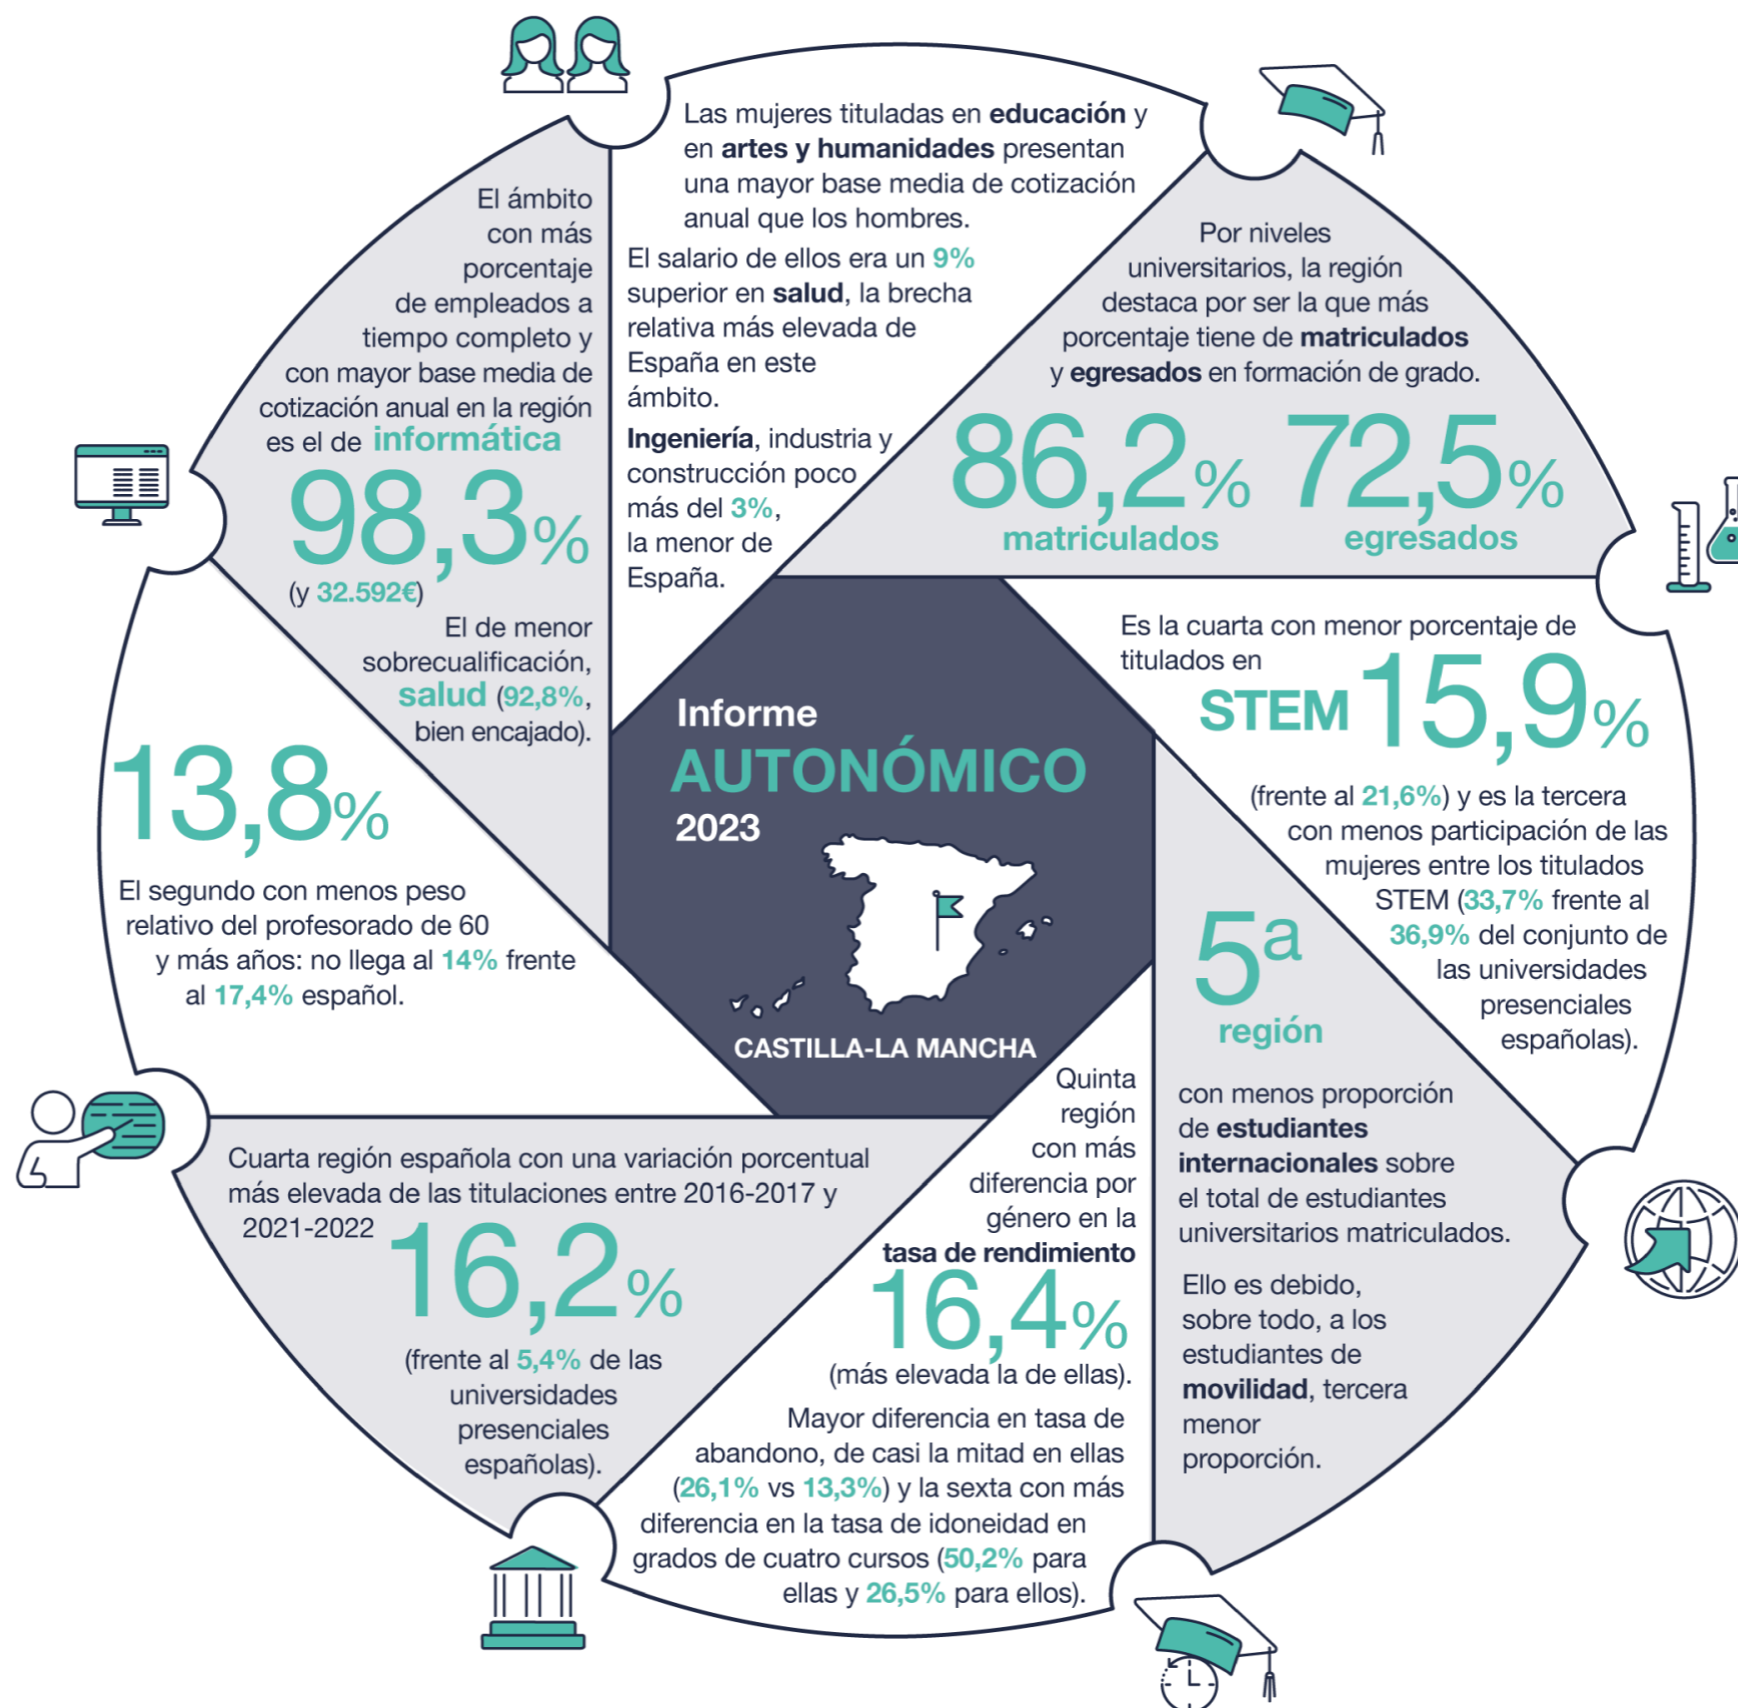 Las mujeres tituladas en educación y
en artes y humanidades presentan
una mayor base media de cotización
anual que los hombres.
El salario de ellos era un 9%
superior en salud, la brecha
relativa más elevada de
España en este
ámbito.
Ingeniería, industria y
construcción poco
más del 3%,
la menor de
España.
Por niveles
universitarios, la región
destaca por ser la que más
porcentaje tiene de matriculados
y egresados en formación de grado.
86,2% 72,5%
matriculados egresados
Es la cuarta con menor porcentaje de
titulados en
STEM 15,9%
(frente al 21,6%) y es la tercera
con menos participación de las
mujeres entre los titulados
STEM (33,7% frente al
36,9% del conjunto de
las universidades
presenciales
españolas).
5ª
región
con menos proporción
de estudiantes
internacionales sobre
el total de estudiantes
universitarios matriculados.
Ello es debido,
sobre todo, a los
estudiantes de
movilidad, tercera
menor
proporción.
Quinta
región
con más
diferencia por
género en la
tasa de rendimiento
16,4%
(más elevada la de ellas).
Mayor diferencia en tasa de
abandono, de casi la mitad en ellas
(26,1% vs 13,3%) y la sexta con más
diferencia en la tasa de idoneidad en
grados de cuatro cursos (50,2% para
ellas y 26,5% para ellos).
Cuarta región española con una variación porcentual
más elevada de las titulaciones entre 2016-2017 y
2021-2022 16,2%
(frente al 5,4% de las
universidades
presenciales
españolas).
13,8%
El segundo con menos peso
relativo del profesorado de 60
y más años: no llega al 14% frente
al 17,4% español.
El ámbito
con más
porcentaje
de empleados a
tiempo completo y
con mayor base media de
cotización anual en la región
es el de informática
98,3%
(y 32.592€)
El de menor
sobrecualificación,
salud (92,8%,
bien encajado).
Informe
AUTONÓMICO
2023
CASTILLA-LA MANCHA